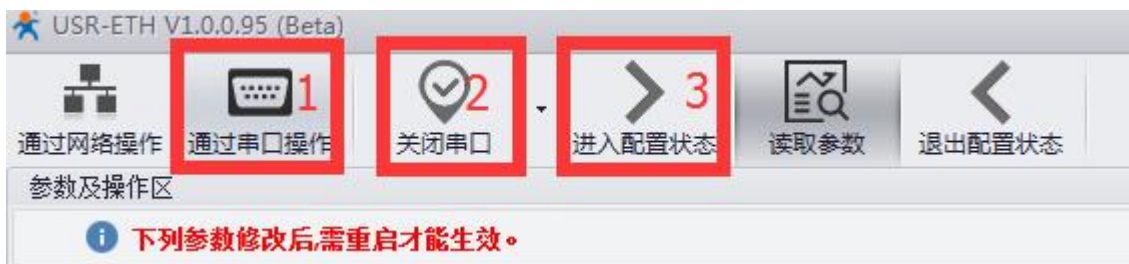 USR-ETH V1.0.0.95 (Beta)
1
2
3
通过网络操作 通过串口操作 关闭串口 进入配置状态 读取参数 退出配置状态
参数及操作区
下列参数修改后,需重启才能生效。